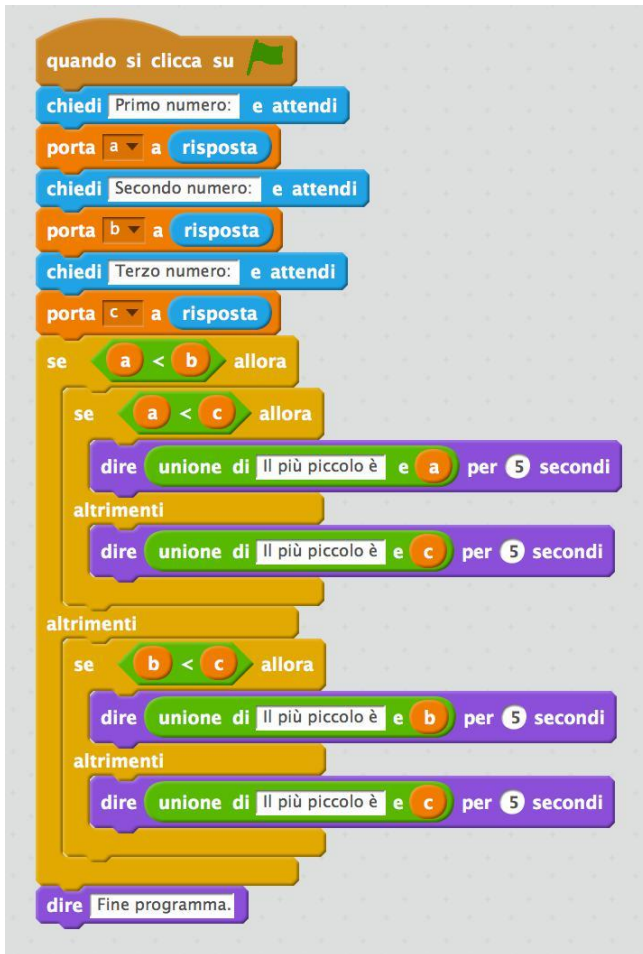 quando si clicca su
chiedi Primo numero: e attendi
porta a a risposta
chiedi Secondo numero: e attendi
porta b a risposta
chiedi Terzo numero: e attendi
porta c a risposta
se a < b allora
se a < c allora
dire unione di Il più piccolo è e a per 5 secondi
altrimenti
dire unione di Il più piccolo è e c per 5 secondi
altrimenti
se b < c allora
dire unione di Il più piccolo è e b per 5 secondi
altrimenti
dire unione di Il più piccolo è e c per 5 secondi
dire Fine programma.